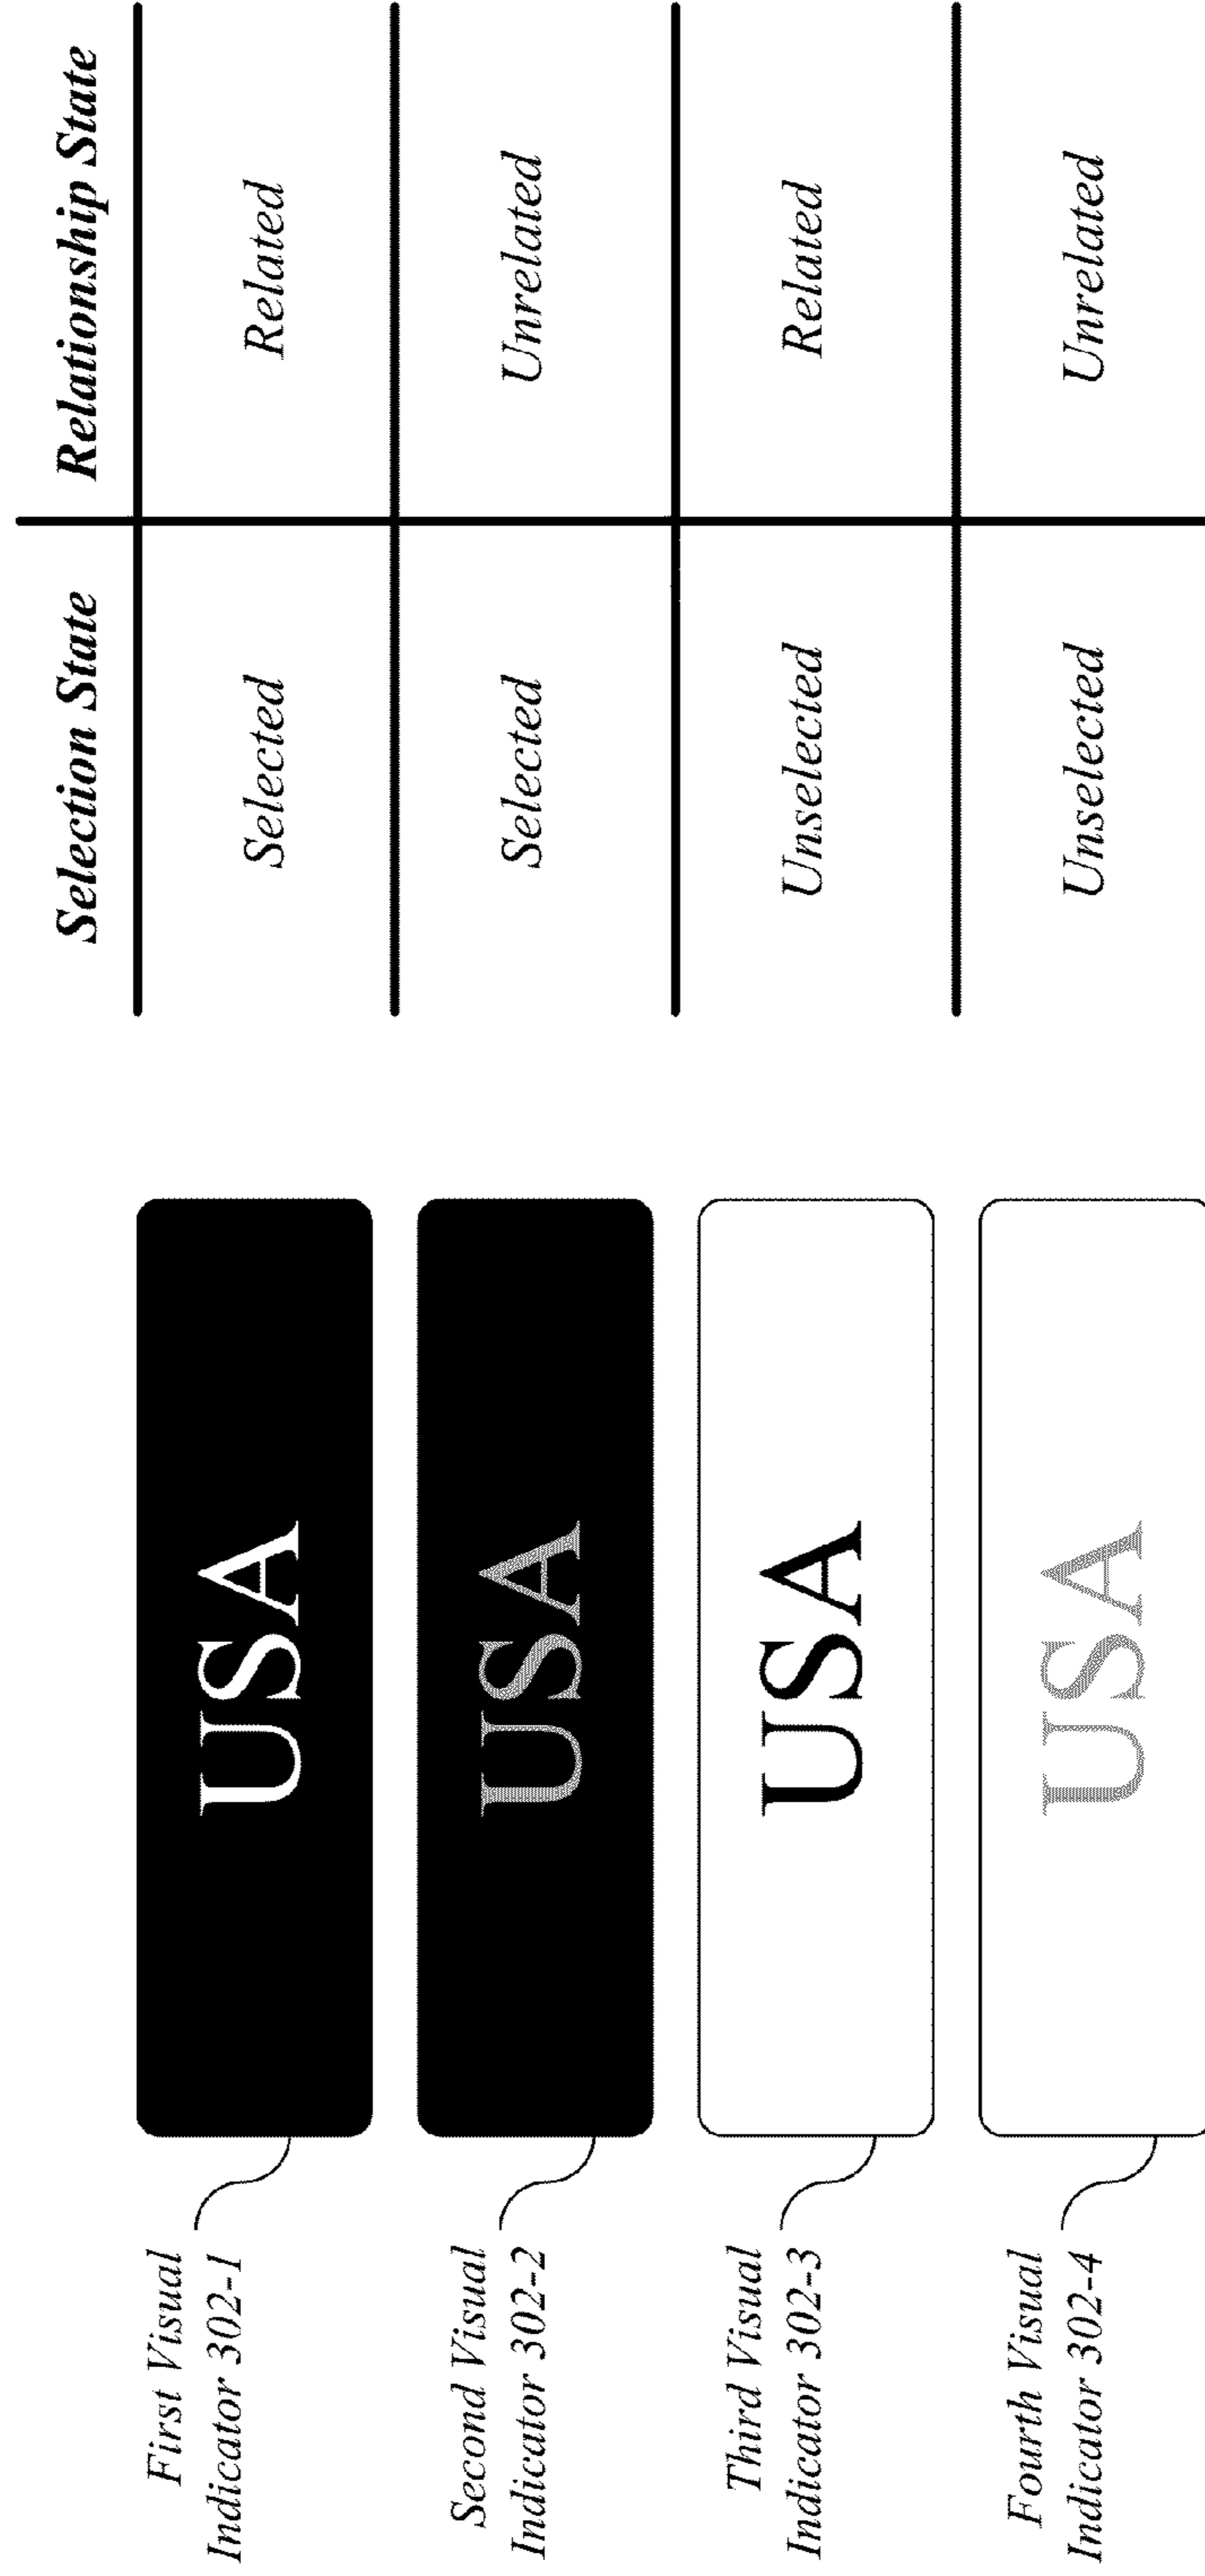 Selection State Relationship State
First Visual
Indicator 302-1
USA
Selected Related
Second Visual
Indicator 302-2
USA
Selected Unrelated
Third Visual
Indicator 302-3
USA
Unselected Related
Fourth Visual
Indicator 302-4
USA
Unselected Unrelated